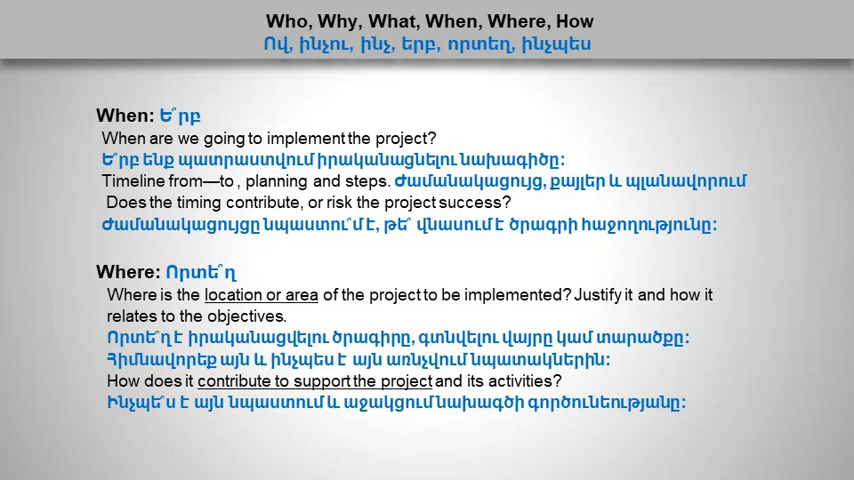 Who, Why, What, When, Where, How
Ով, ինչու, ինչ, երբ, որտեղ, ինչպես
When: Ե՞րբ
When are we going to implement the project?
Ե՞րբ ենք պատրաստվում իրականացնելու նախագիծը:
Timeline from—to , planning and steps. Ժամանակացույց, քայլեր և պլանավորում
Does the timing contribute, or risk the project success?
Ժամանակացույցը նպաստու՞մ է, թե՞ վնասում է ծրագրի հաջողությունը:
Where: Որտե՞ղ
Where is the location or area of the project to be implemented? Justify it and how it
relates to the objectives.
Որտե՞ղ է իրականացվելու ծրագիրը, գտնվելու վայրը կամ տարածքը:
Հիմնավորեք այն և ինչպես է այն առնչվում նպատակներին:
How does it contribute to support the project and its activities?
Ինչպե՞ս է այն նպաստում և աջակցում նախագծի գործունեությանը: